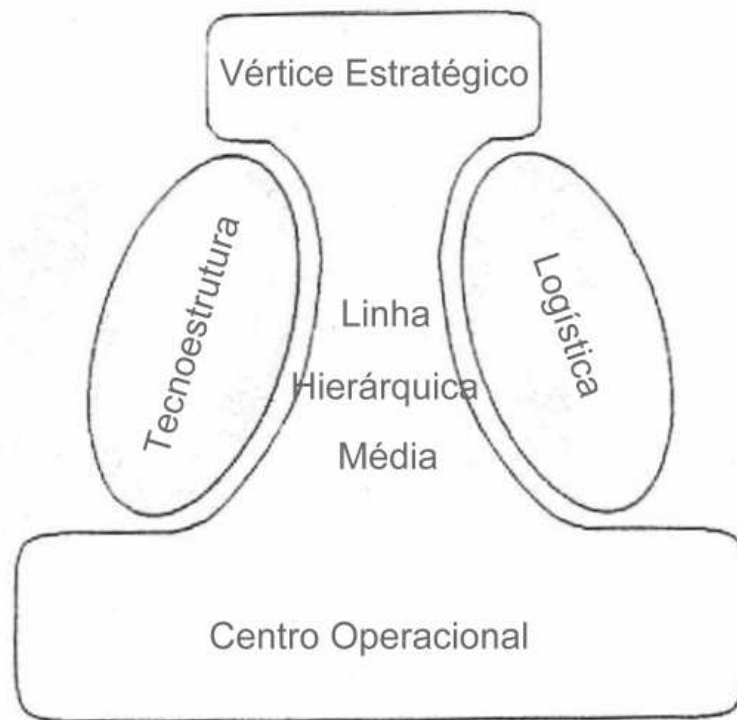 Vértice Estratégico
Tecnoestrutura
Linha
Hierárquica
Média
Logística
Centro Operacional